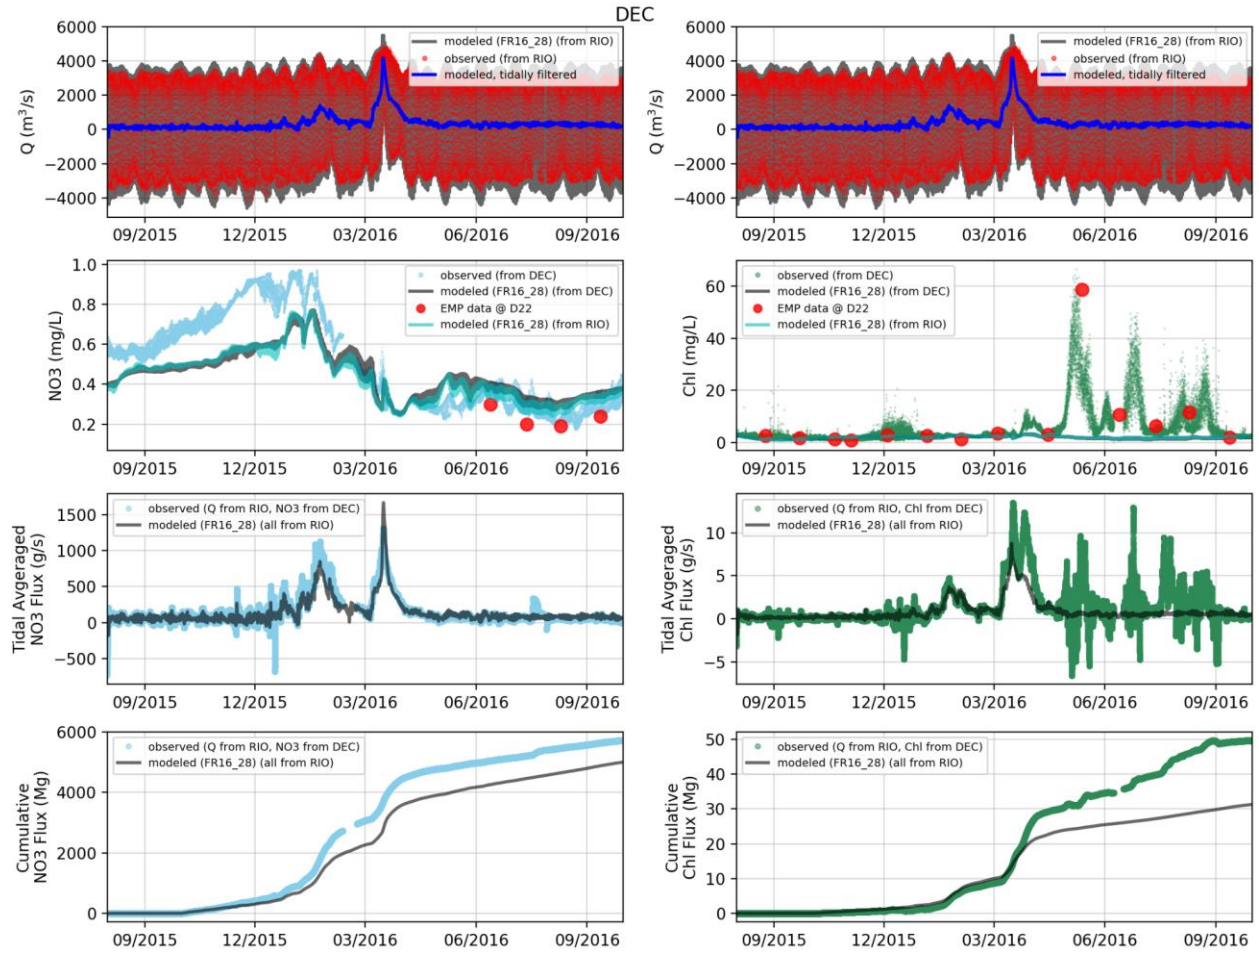 DEC
6000
4000
2000
0
−2000
−4000
Q (m³/s)
modeled (FR16_28) (from RIO)
observed (from RIO)
modeled, tidally filtered
09/2015 12/2015 03/2016 06/2016 09/2016
6000
4000
2000
0
−2000
−4000
Q (m³/s)
modeled (FR16_28) (from RIO)
observed (from RIO)
modeled, tidally filtered
09/2015 12/2015 03/2016 06/2016 09/2016
1.0
0.8
0.6
0.4
0.2
NO3 (mg/L)
observed (from DEC)
modeled (FR16_28) (from DEC)
EMP data @ D22
modeled (FR16_28) (from RIO)
09/2015 12/2015 03/2016 06/2016 09/2016
60
40
20
0
Chl (mg/L)
observed (from DEC)
modeled (FR16_28) (from DEC)
EMP data @ D22
modeled (FR16_28) (from RIO)
09/2015 12/2015 03/2016 06/2016 09/2016
1500
1000
500
0
−500
Tidal Avgeraged
NO3 Flux (g/s)
observed (Q from RIO, NO3 from DEC)
modeled (FR16_28) (all from RIO)
09/2015 12/2015 03/2016 06/2016 09/2016
10
5
0
−5
Tidal Avgeraged
Chl Flux (g/s)
observed (Q from RIO, Chl from DEC)
modeled (FR16_28) (all from RIO)
09/2015 12/2015 03/2016 06/2016 09/2016
6000
4000
2000
0
Cumulative
NO3 Flux (Mg)
observed (Q from RIO, NO3 from DEC)
modeled (FR16_28) (all from RIO)
09/2015 12/2015 03/2016 06/2016 09/2016
50
40
30
20
10
0
Cumulative
Chl Flux (Mg)
observed (Q from RIO, Chl from DEC)
modeled (FR16_28) (all from RIO)
09/2015 12/2015 03/2016 06/2016 09/2016